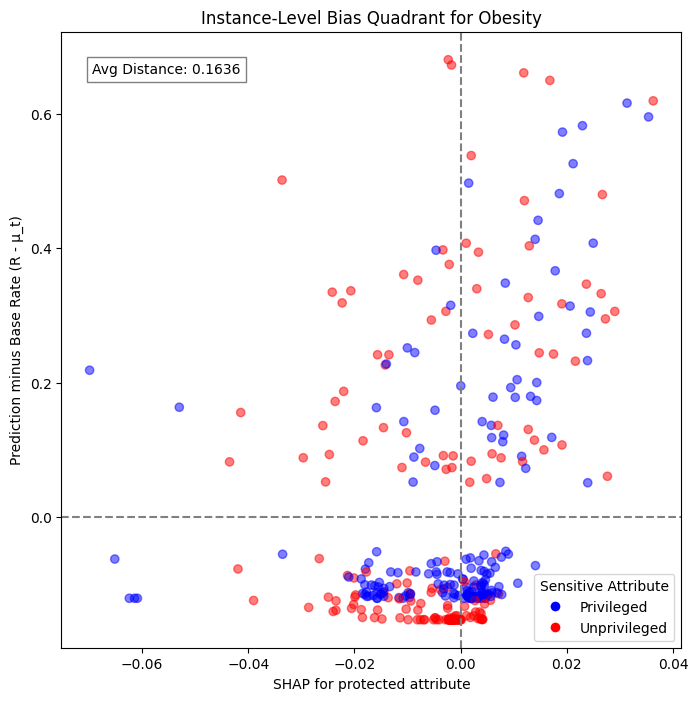 Instance-Level Bias Quadrant for Obesity
Avg Distance: 0.1636
Prediction minus Base Rate (R - μ_t)
0.6
0.4
0.2
0.0
Sensitive Attribute
Privileged
Unprivileged
−0.06
−0.04
−0.02
0.00
0.02
0.04
SHAP for protected attribute